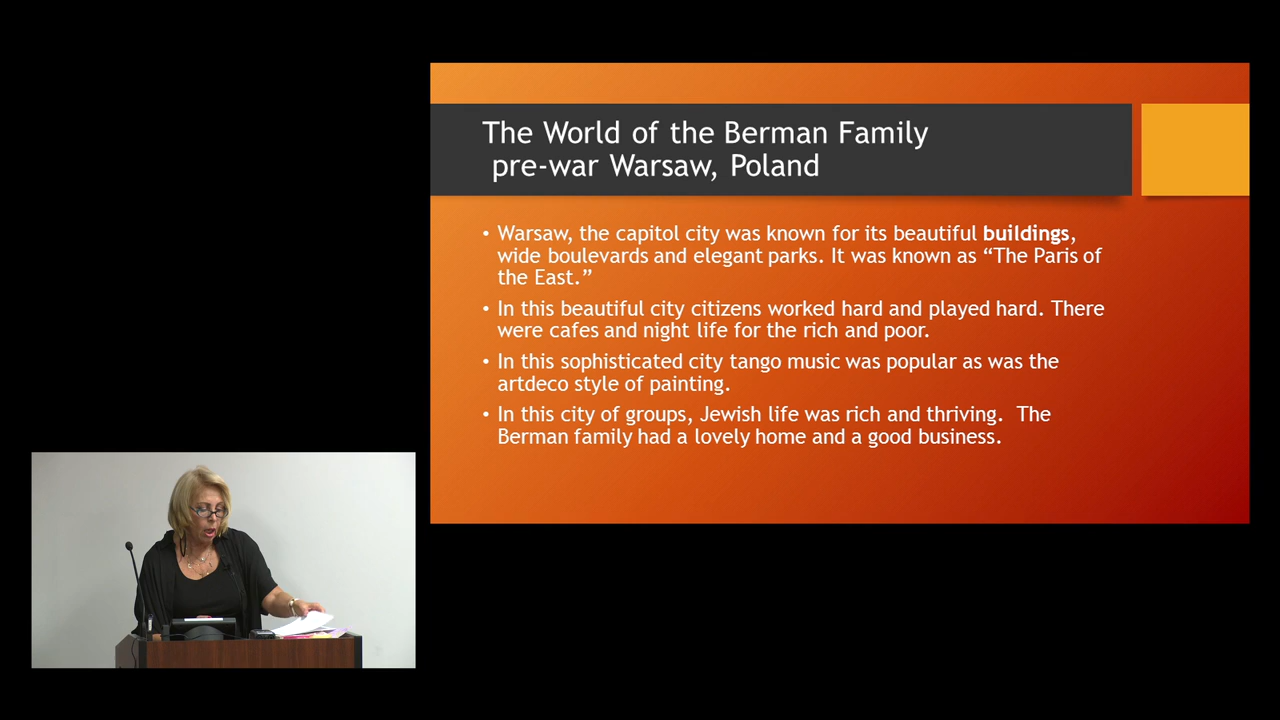 The World of the Berman Family
pre-war Warsaw, Poland
• Warsaw, the capitol city was known for its beautiful buildings,
wide boulevards and elegant parks. It was known as “The Paris of
the East.”
• In this beautiful city citizens worked hard and played hard. There
were cafes and night life for the rich and poor.
• In this sophisticated city tango music was popular as was the
artdeco style of painting.
• In this city of groups, Jewish life was rich and thriving.  The
Berman family had a lovely home and a good business.